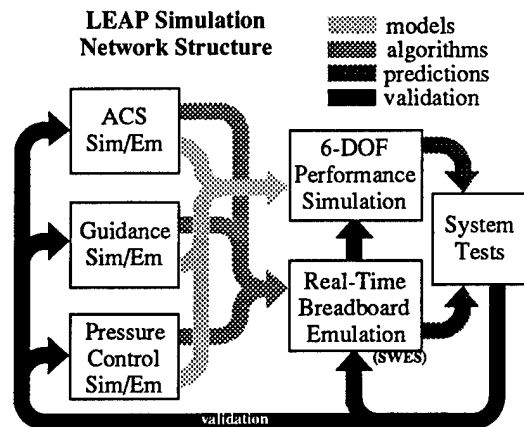 LEAP Simulation
Network Structure
models
algorithms
predictions
validation
ACS
Sim/Em
Guidance
Sim/Em
Pressure
Control
Sim/Em
6-DOF
Performance
Simulation
Real-Time
Breadboard
Emulation
(SWES)
System
Tests
validation